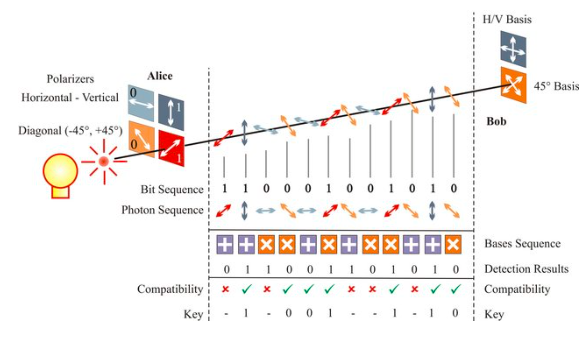 H/V Basis
Polarizers
Alice
Horizontal - Vertical
0
1
45° Basis
Diagonal (-45°, +45°)
0
1
Bob
Bit Sequence 1 1 0 0 0 1 0 0 1 0 1 0
Photon Sequence
Bases Sequence
0 1 1 0 0 1 1 0 1 0 1 0 Detection Results
Compatibility ✗ ✓ ✗ ✓ ✓ ✓ ✗ ✗ ✓ ✗ ✓ ✓ Compatibility
Key - 1 - 0 0 1 - - 1 - 1 0 Key